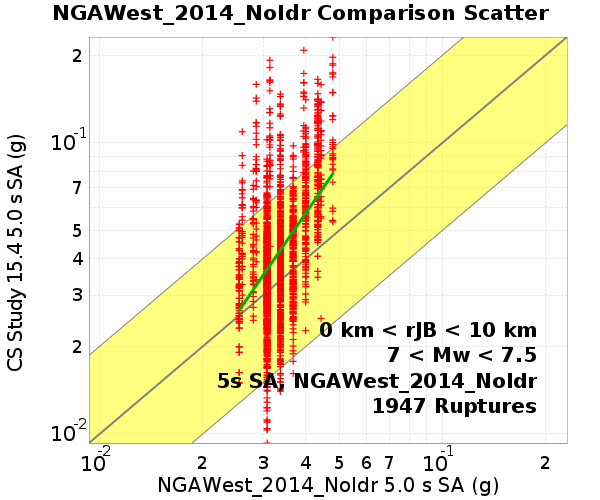 NGAWest_2014_NoIdr Comparison Scatter
CS Study 15.4 5.0 s SA (g)
2
10-1
7
5
4
3
2
10-2
0 km < rJB < 10 km
7 < Mw < 7.5
5s SA, NGAWest_2014_NoIdr
1947 Ruptures
10-2 2 3 4 5 6 7 10-1 2
NGAWest_2014_NoIdr 5.0 s SA (g)